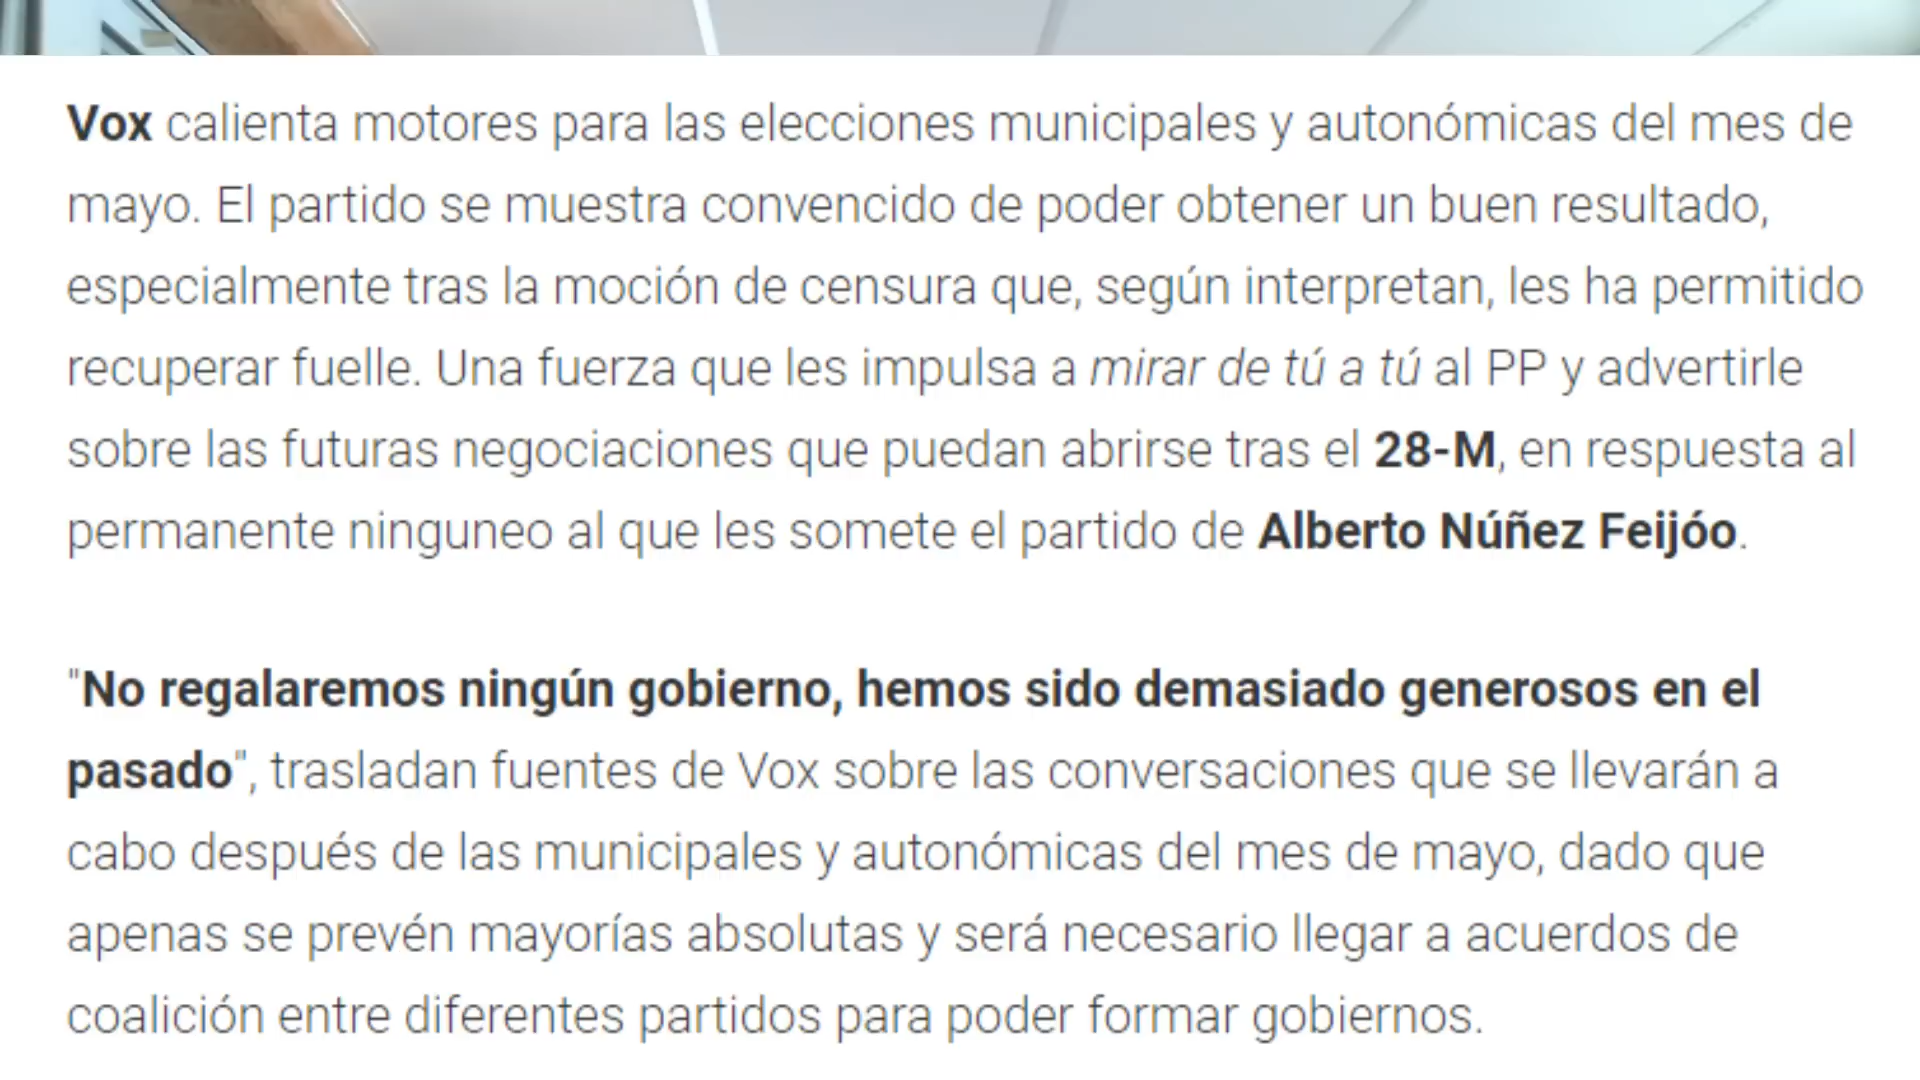 Vox calienta motores para las elecciones municipales y autonómicas del mes de
mayo. El partido se muestra convencido de poder obtener un buen resultado,
especialmente tras la moción de censura que, según interpretan, les ha permitido
recuperar fuelle. Una fuerza que les impulsa a mirar de tú a tú al PP y advertirle
sobre las futuras negociaciones que puedan abrirse tras el 28-M, en respuesta al
permanente ninguneo al que les somete el partido de Alberto Núñez Feijóo.
"No regalaremos ningún gobierno, hemos sido demasiado generosos en el
pasado", trasladan fuentes de Vox sobre las conversaciones que se llevarán a
cabo después de las municipales y autonómicas del mes de mayo, dado que
apenas se prevén mayorías absolutas y será necesario llegar a acuerdos de
coalición entre diferentes partidos para poder formar gobiernos.